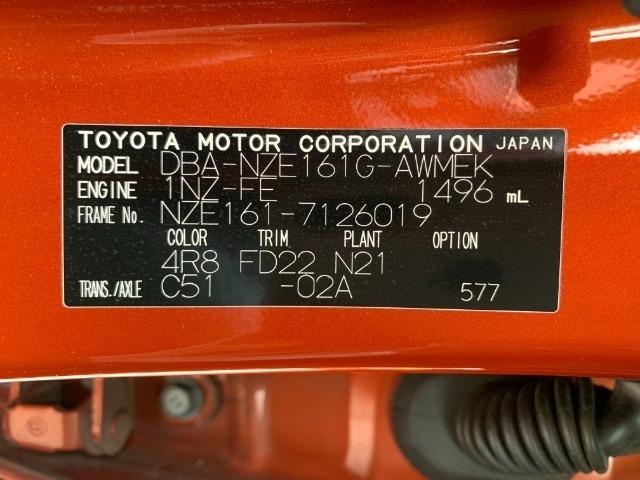 TOYOTA MOTOR CORPORATION JAPAN
MODEL DBA-NZE161G-AWMEK
ENGINE 1NZ-FE 1496 mL
FRAME No. NZE161-7126019
COLOR TRIM PLANT OPTION
4R8 FD22 N21
TRANS./AXLE C51 -02A 577